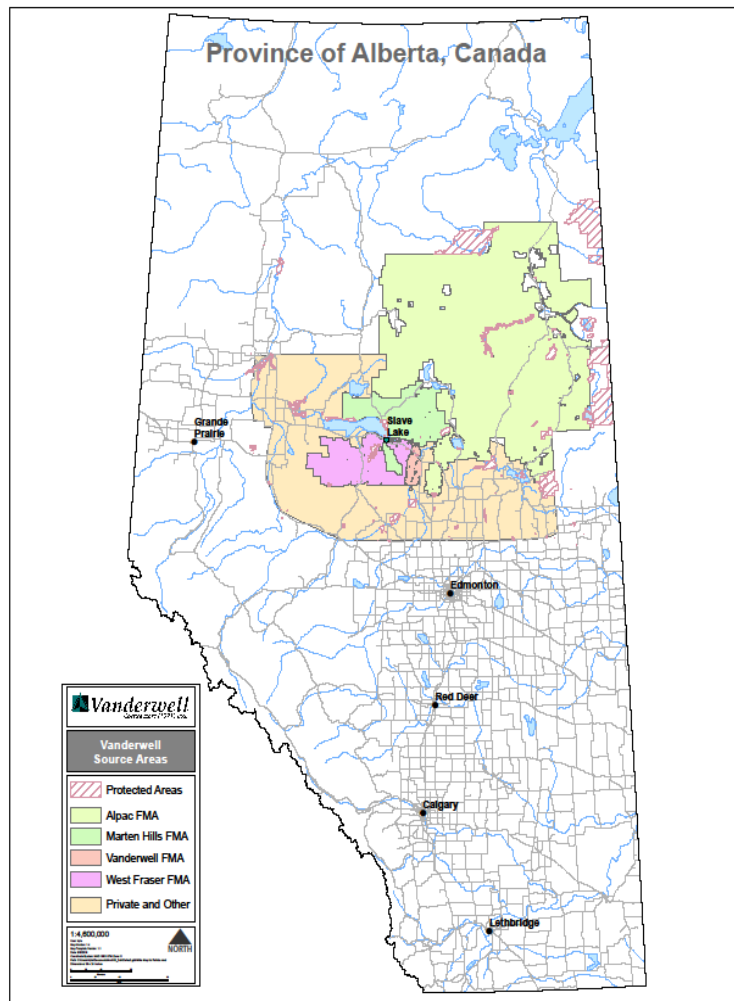 Province of Alberta, Canada
Grande
Prairie
Slave
Lake
Edmonton
Red Deer
Calgary
Lethbridge
Vanderwell
Vanderwell
Source Areas
Protected Areas
Alpac FMA
Marten Hills FMA
Vanderwell FMA
West Fraser FMA
Private and Other
1:4,600,000
NORTH